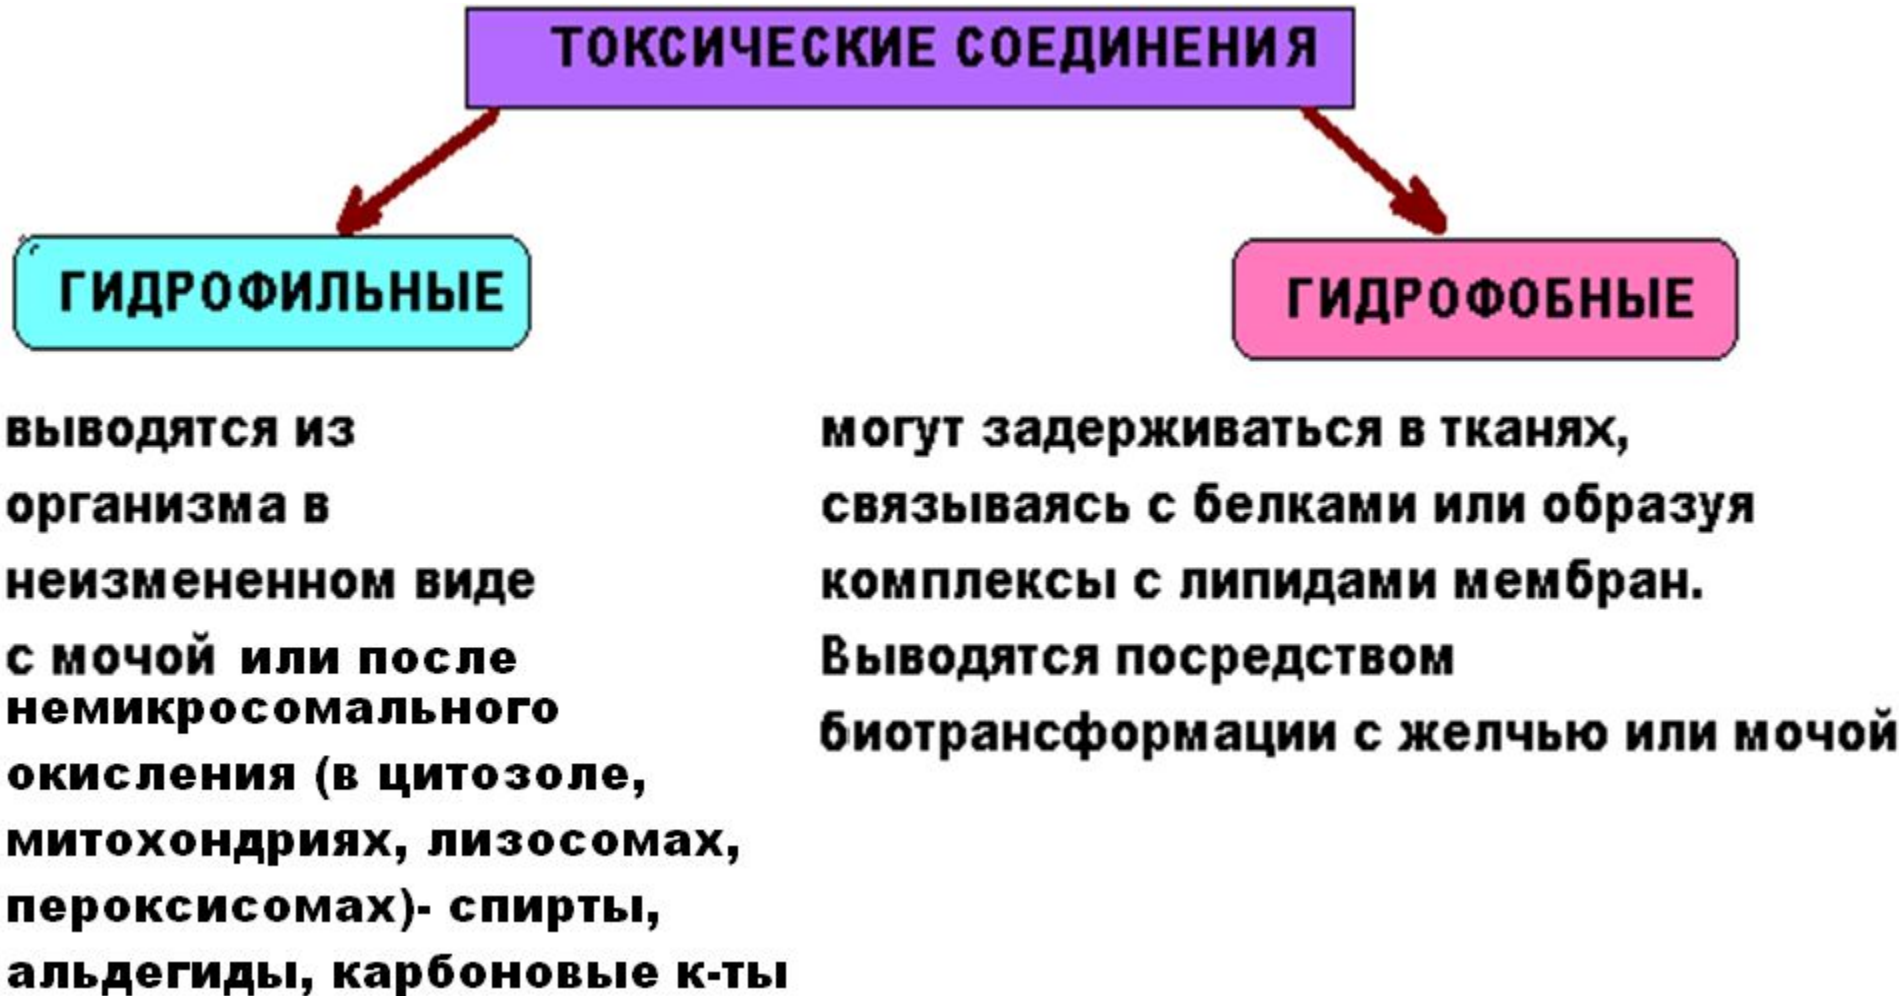 ТОКСИЧЕСКИЕ СОЕДИНЕНИЯ
ГИДРОФИЛЬНЫЕ
выводятся из
организма в
неизмененном виде
с мочой или после
немикросомального
окисления (в цитозоле,
митохондриях, лизосомах,
пероксисомах)- спирты,
альдегиды, карбоновые к-ты
ГИДРОФОБНЫЕ
могут задерживаться в тканях,
связываясь с белками или образуя
комплексы с липидами мембран.
Выводятся посредством
биотрансформации с желчью или мочой